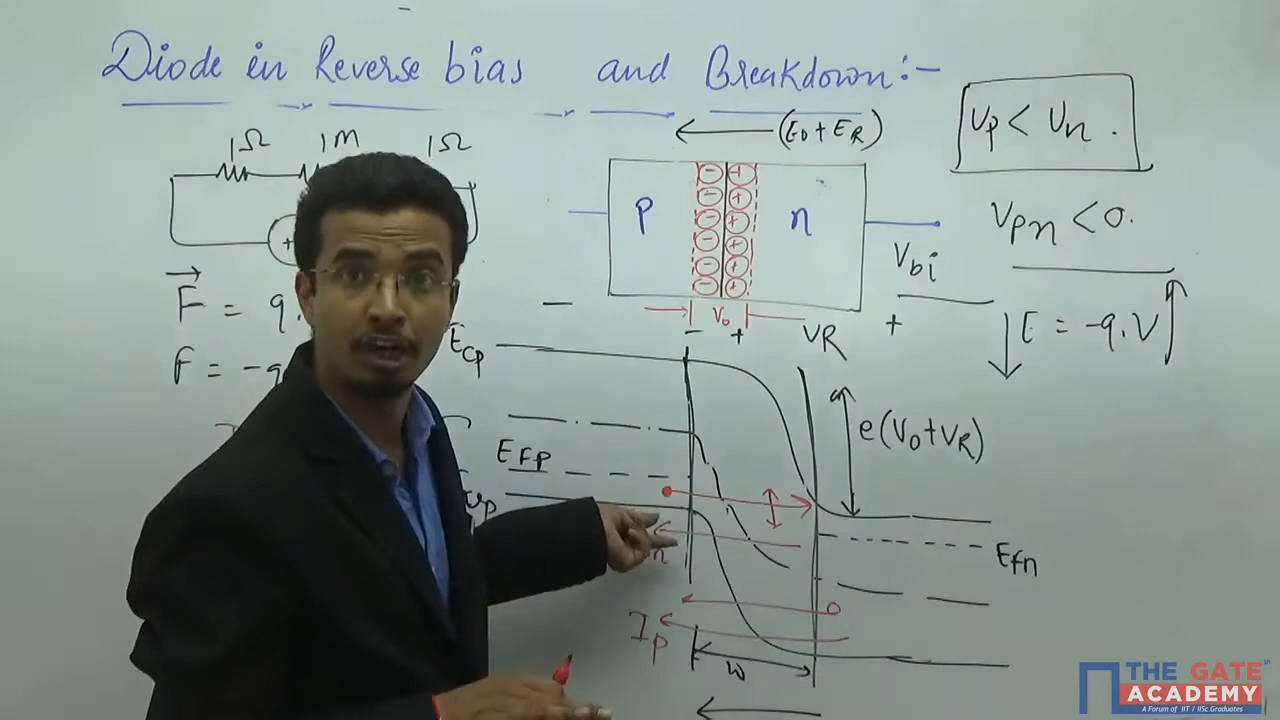 Diode in Reverse bias and Breakdown:-
1Ω 1M 1Ω
+
F = q.
F = -q
(E0 + ER)
p n
- - - - - -
+ + + + + +
V0
- +
VR
-
+
Vbi
Vp < Vn .
Vpn < 0.
E = -q.V
ECp
EFp
Evp
e(V0+VR)
EFn
n
Ip
w
THE GATE
ACADEMY
A Forum of IIT / IISc Graduates